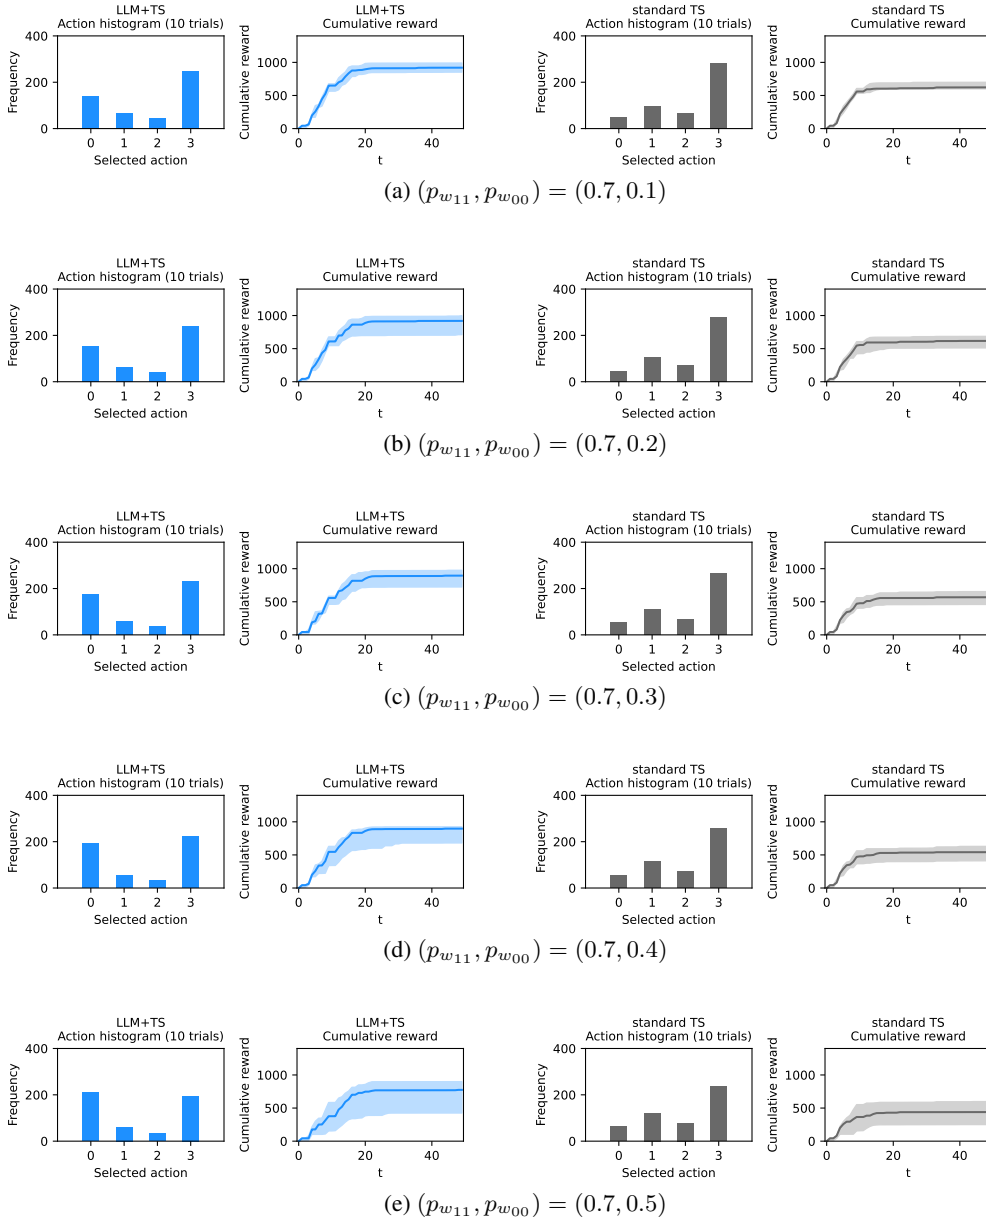 LLM+TS
Action histogram (10 trials)
400
200
0
Frequency
0 1 2 3
Selected action
LLM+TS
Cumulative reward
1000
500
0
Cumulative reward
0 20 40
t
standard TS
Action histogram (10 trials)
400
200
0
Frequency
0 1 2 3
Selected action
standard TS
Cumulative reward
1000
500
0
Cumulative reward
0 20 40
t
(a) (p_{w_{11}}, p_{w_{00}}) = (0.7, 0.1)
LLM+TS
Action histogram (10 trials)
400
200
0
Frequency
0 1 2 3
Selected action
LLM+TS
Cumulative reward
1000
500
0
Cumulative reward
0 20 40
t
standard TS
Action histogram (10 trials)
400
200
0
Frequency
0 1 2 3
Selected action
standard TS
Cumulative reward
1000
500
0
Cumulative reward
0 20 40
t
(b) (p_{w_{11}}, p_{w_{00}}) = (0.7, 0.2)
LLM+TS
Action histogram (10 trials)
400
200
0
Frequency
0 1 2 3
Selected action
LLM+TS
Cumulative reward
1000
500
0
Cumulative reward
0 20 40
t
standard TS
Action histogram (10 trials)
400
200
0
Frequency
0 1 2 3
Selected action
standard TS
Cumulative reward
1000
500
0
Cumulative reward
0 20 40
t
(c) (p_{w_{11}}, p_{w_{00}}) = (0.7, 0.3)
LLM+TS
Action histogram (10 trials)
400
200
0
Frequency
0 1 2 3
Selected action
LLM+TS
Cumulative reward
1000
500
0
Cumulative reward
0 20 40
t
standard TS
Action histogram (10 trials)
400
200
0
Frequency
0 1 2 3
Selected action
standard TS
Cumulative reward
1000
500
0
Cumulative reward
0 20 40
t
(d) (p_{w_{11}}, p_{w_{00}}) = (0.7, 0.4)
LLM+TS
Action histogram (10 trials)
400
200
0
Frequency
0 1 2 3
Selected action
LLM+TS
Cumulative reward
1000
500
0
Cumulative reward
0 20 40
t
standard TS
Action histogram (10 trials)
400
200
0
Frequency
0 1 2 3
Selected action
standard TS
Cumulative reward
1000
500
0
Cumulative reward
0 20 40
t
(e) (p_{w_{11}}, p_{w_{00}}) = (0.7, 0.5)